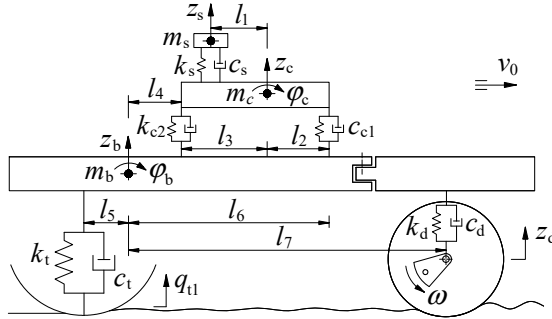 z_s l_1
m_s
k_s c_s z_c v_0
l_4 m_c φ_c
z_b k_c2 l_3 l_2 c_c1
m_b φ_b
l_5 l_6
l_7 k_d c_d
k_t c_t q_t1 ω